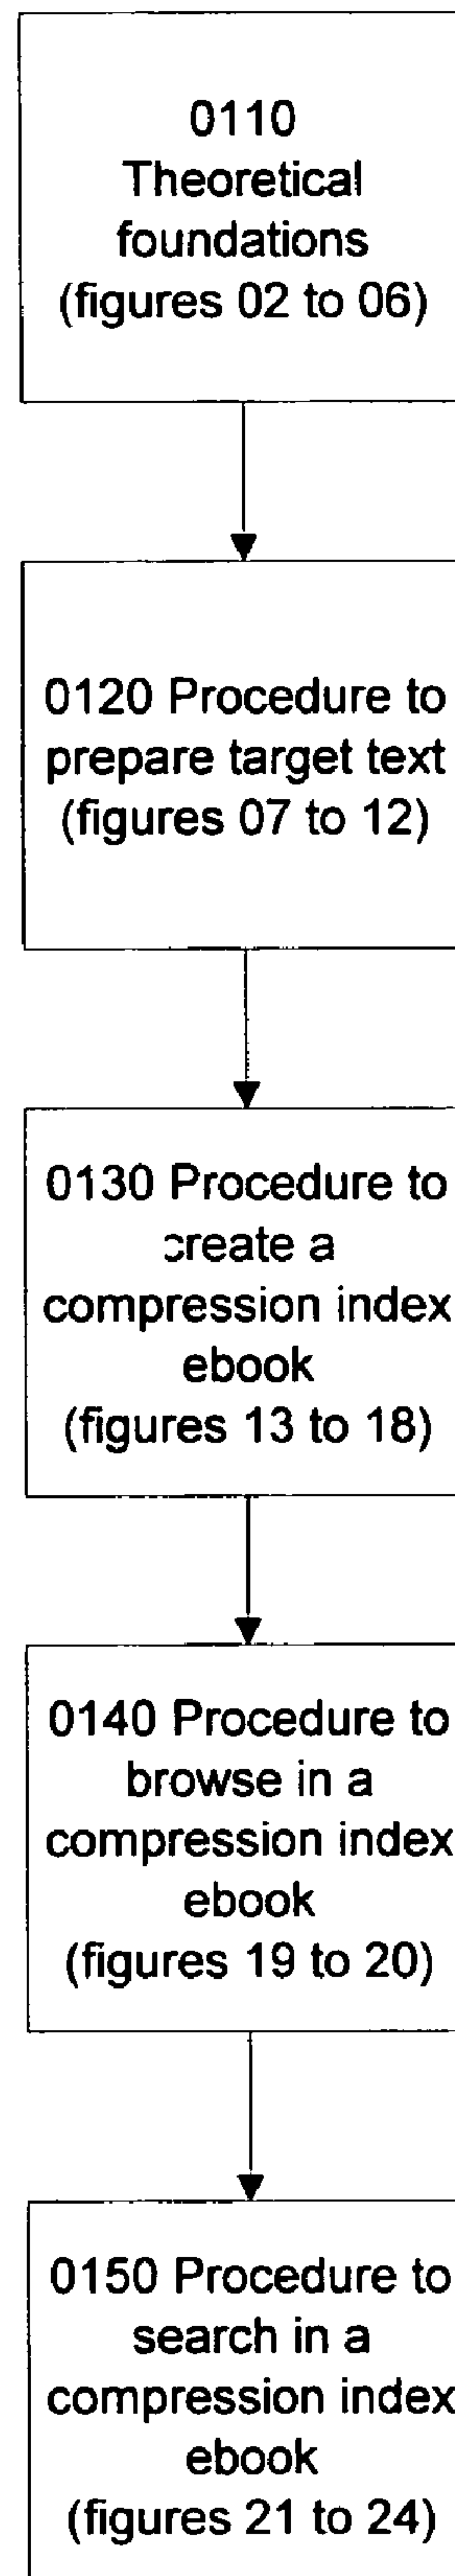 0110
Theoretical
foundations
(figures 02 to 06)
0120 Procedure to
prepare target text
(figures 07 to 12)
0130 Procedure to
create a
compression index
ebook
(figures 13 to 18)
0140 Procedure to
browse in a
compression index
ebook
(figures 19 to 20)
0150 Procedure to
search in a
compression index
ebook
(figures 21 to 24)